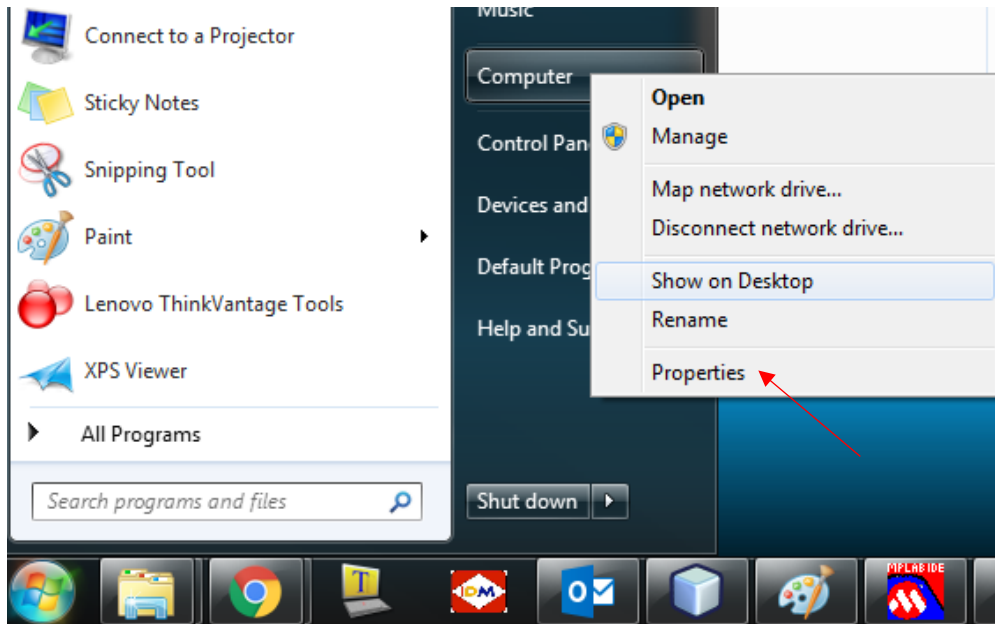 Connect to a Projector
Sticky Notes
Snipping Tool
Paint
Lenovo ThinkVantage Tools
XPS Viewer
All Programs
Search programs and files
Music
Computer
Control Pan
Devices and
Default Prog
Help and Su
Shut down
Open
Manage
Map network drive...
Disconnect network drive...
Show on Desktop
Rename
Properties
T
IDM
O
MPLAB IDE